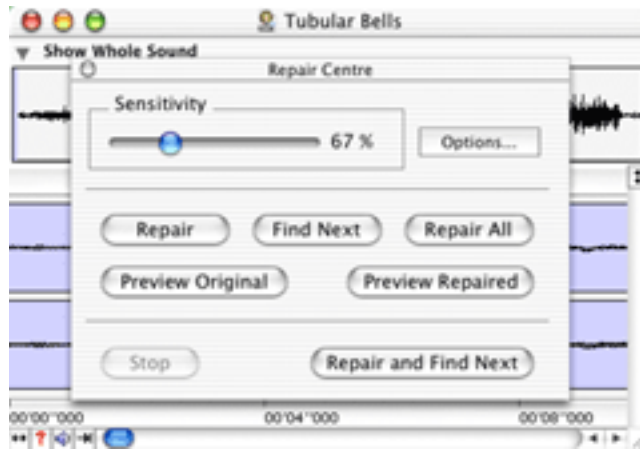 Tubular Bells
Show Whole Sound
Repair Centre
Sensitivity
67 %
Options...
Repair
Find Next
Repair All
Preview Original
Preview Repaired
Stop
Repair and Find Next
00'00"000
00'04"000
00'08"000
?